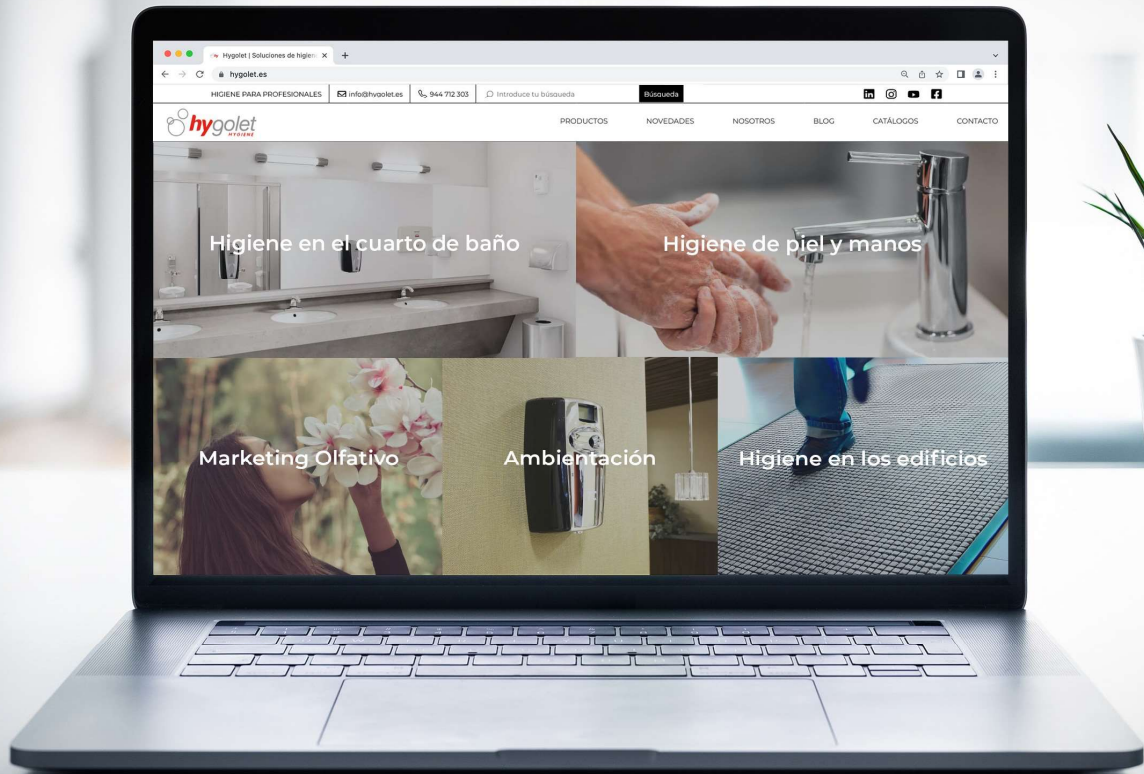 Hygolet | Soluciones de higien
hygolet.es
HIGIENE PARA PROFESIONALES
info@hygolet.es
944 712 303
Introduce tu búsqueda
Búsqueda
hygolet
HYGIENE
PRODUCTOS
NOVEDADES
NOSOTROS
BLOG
CATÁLOGOS
CONTACTO
Higiene en el cuarto de baño
Higiene de piel y manos
Marketing Olfativo
Ambientación
Higiene en los edificios